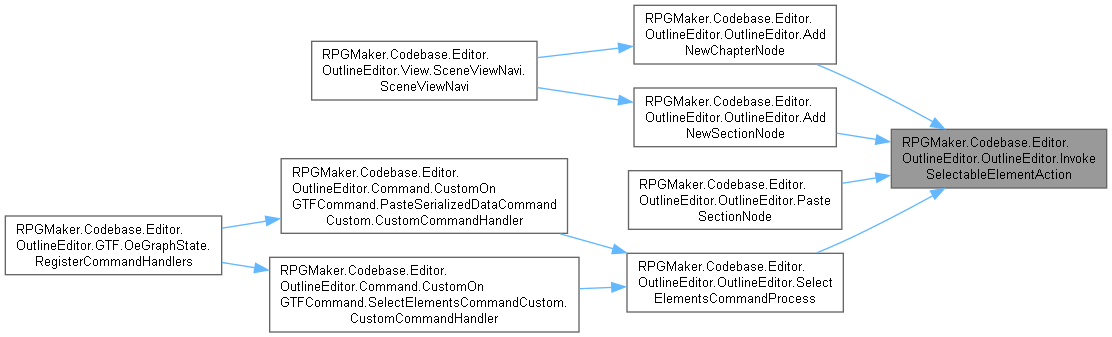 RPGMaker.Codebase.Editor.
OutlineEditor.OutlineEditor.Add
NewChapterNode
RPGMaker.Codebase.Editor.
OutlineEditor.View.SceneViewNavi.
SceneViewNavi
RPGMaker.Codebase.Editor.
OutlineEditor.OutlineEditor.Add
NewSectionNode
RPGMaker.Codebase.Editor.
OutlineEditor.OutlineEditor.Invoke
SelectableElementAction
RPGMaker.Codebase.Editor.
OutlineEditor.Command.CustomOn
GTFCommand.PasteSerializedDataCommand
Custom.CustomCommandHandler
RPGMaker.Codebase.Editor.
OutlineEditor.OutlineEditor.Paste
SectionNode
RPGMaker.Codebase.Editor.
OutlineEditor.GTF.OeGraphState.
RegisterCommandHandlers
RPGMaker.Codebase.Editor.
OutlineEditor.Command.CustomOn
GTFCommand.SelectElementsCommandCustom.
CustomCommandHandler
RPGMaker.Codebase.Editor.
OutlineEditor.OutlineEditor.Select
ElementsCommandProcess